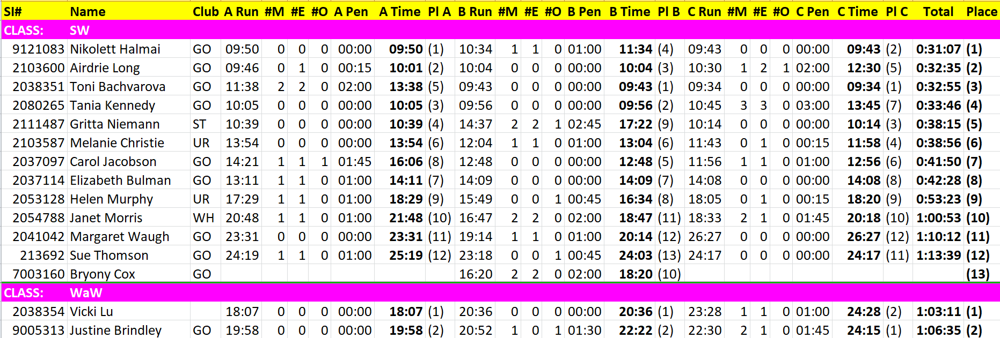 SI# Name Club A Run #M #E #O A Pen A Time Pl A B Run #M #E #O B Pen B Time Pl B C Run #M #E #O C Pen C Time Pl C Total Place
CLASS: SW
9121083 Nikolett Halmai GO 09:50 0 0 0 00:00 09:50 (1) 10:34 1 1 0 01:00 11:34 (4) 09:43 0 0 0 00:00 09:43 (2) 0:31:07 (1)
2103600 Airdrie Long GO 09:46 0 1 0 00:15 10:01 (2) 10:04 0 0 0 00:00 10:04 (3) 10:30 1 2 1 02:00 12:30 (5) 0:32:35 (2)
2038351 Toni Bachvarova GO 11:38 2 2 0 02:00 13:38 (5) 09:43 0 0 0 00:00 09:43 (1) 09:34 0 0 0 00:00 09:34 (1) 0:32:55 (3)
2080265 Tania Kennedy GO 10:05 0 0 0 00:00 10:05 (3) 09:56 0 0 0 00:00 09:56 (2) 10:45 3 3 0 03:00 13:45 (7) 0:33:46 (4)
2111487 Gritta Niemann ST 10:39 0 0 0 00:00 10:39 (4) 14:37 2 2 1 02:45 17:22 (9) 10:14 0 0 0 00:00 10:14 (3) 0:38:15 (5)
2103587 Melanie Christie UR 13:54 0 0 0 00:00 13:54 (6) 12:04 1 1 0 01:00 13:04 (6) 11:43 0 1 0 00:15 11:58 (4) 0:38:56 (6)
2037097 Carol Jacobson GO 14:21 1 1 1 01:45 16:06 (8) 12:48 0 0 0 00:00 12:48 (5) 11:56 1 1 0 01:00 12:56 (6) 0:41:50 (7)
2037114 Elizabeth Bulman GO 13:11 1 1 0 01:00 14:11 (7) 14:09 0 0 0 00:00 14:09 (7) 14:08 0 0 0 00:00 14:08 (8) 0:42:28 (8)
2053128 Helen Murphy UR 17:29 1 1 0 01:00 18:29 (9) 15:49 0 0 1 00:45 16:34 (8) 18:05 0 1 0 00:15 18:20 (9) 0:53:23 (9)
2054788 Janet Morris WH 20:48 1 1 0 01:00 21:48 (10) 16:47 2 2 0 02:00 18:47 (11) 18:33 2 1 0 01:45 20:18 (10) 1:00:53 (10)
2041042 Margaret Waugh GO 23:31 0 0 0 00:00 23:31 (11) 19:14 1 1 0 01:00 20:14 (12) 26:27 0 0 0 00:00 26:27 (12) 1:10:12 (11)
213692 Sue Thomson GO 24:19 1 1 0 01:00 25:19 (12) 23:18 0 0 1 00:45 24:03 (13) 24:17 0 0 0 00:00 24:17 (11) 1:13:39 (12)
7003160 Bryony Cox GO 16:20 2 2 0 02:00 18:20 (10) (13)
CLASS: WaW
2038354 Vicki Lu 18:07 0 0 0 00:00 18:07 (1) 20:36 0 0 0 00:00 20:36 (1) 23:28 1 1 0 01:00 24:28 (2) 1:03:11 (1)
9005313 Justine Brindley GO 19:58 0 0 0 00:00 19:58 (2) 20:52 1 0 1 01:30 22:22 (2) 22:30 2 1 0 01:45 24:15 (1) 1:06:35 (2)